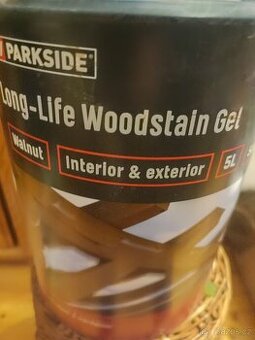 PARKSIDE®
Long-Life Woodstain Gel
Walnut
Interior & exterior
5L